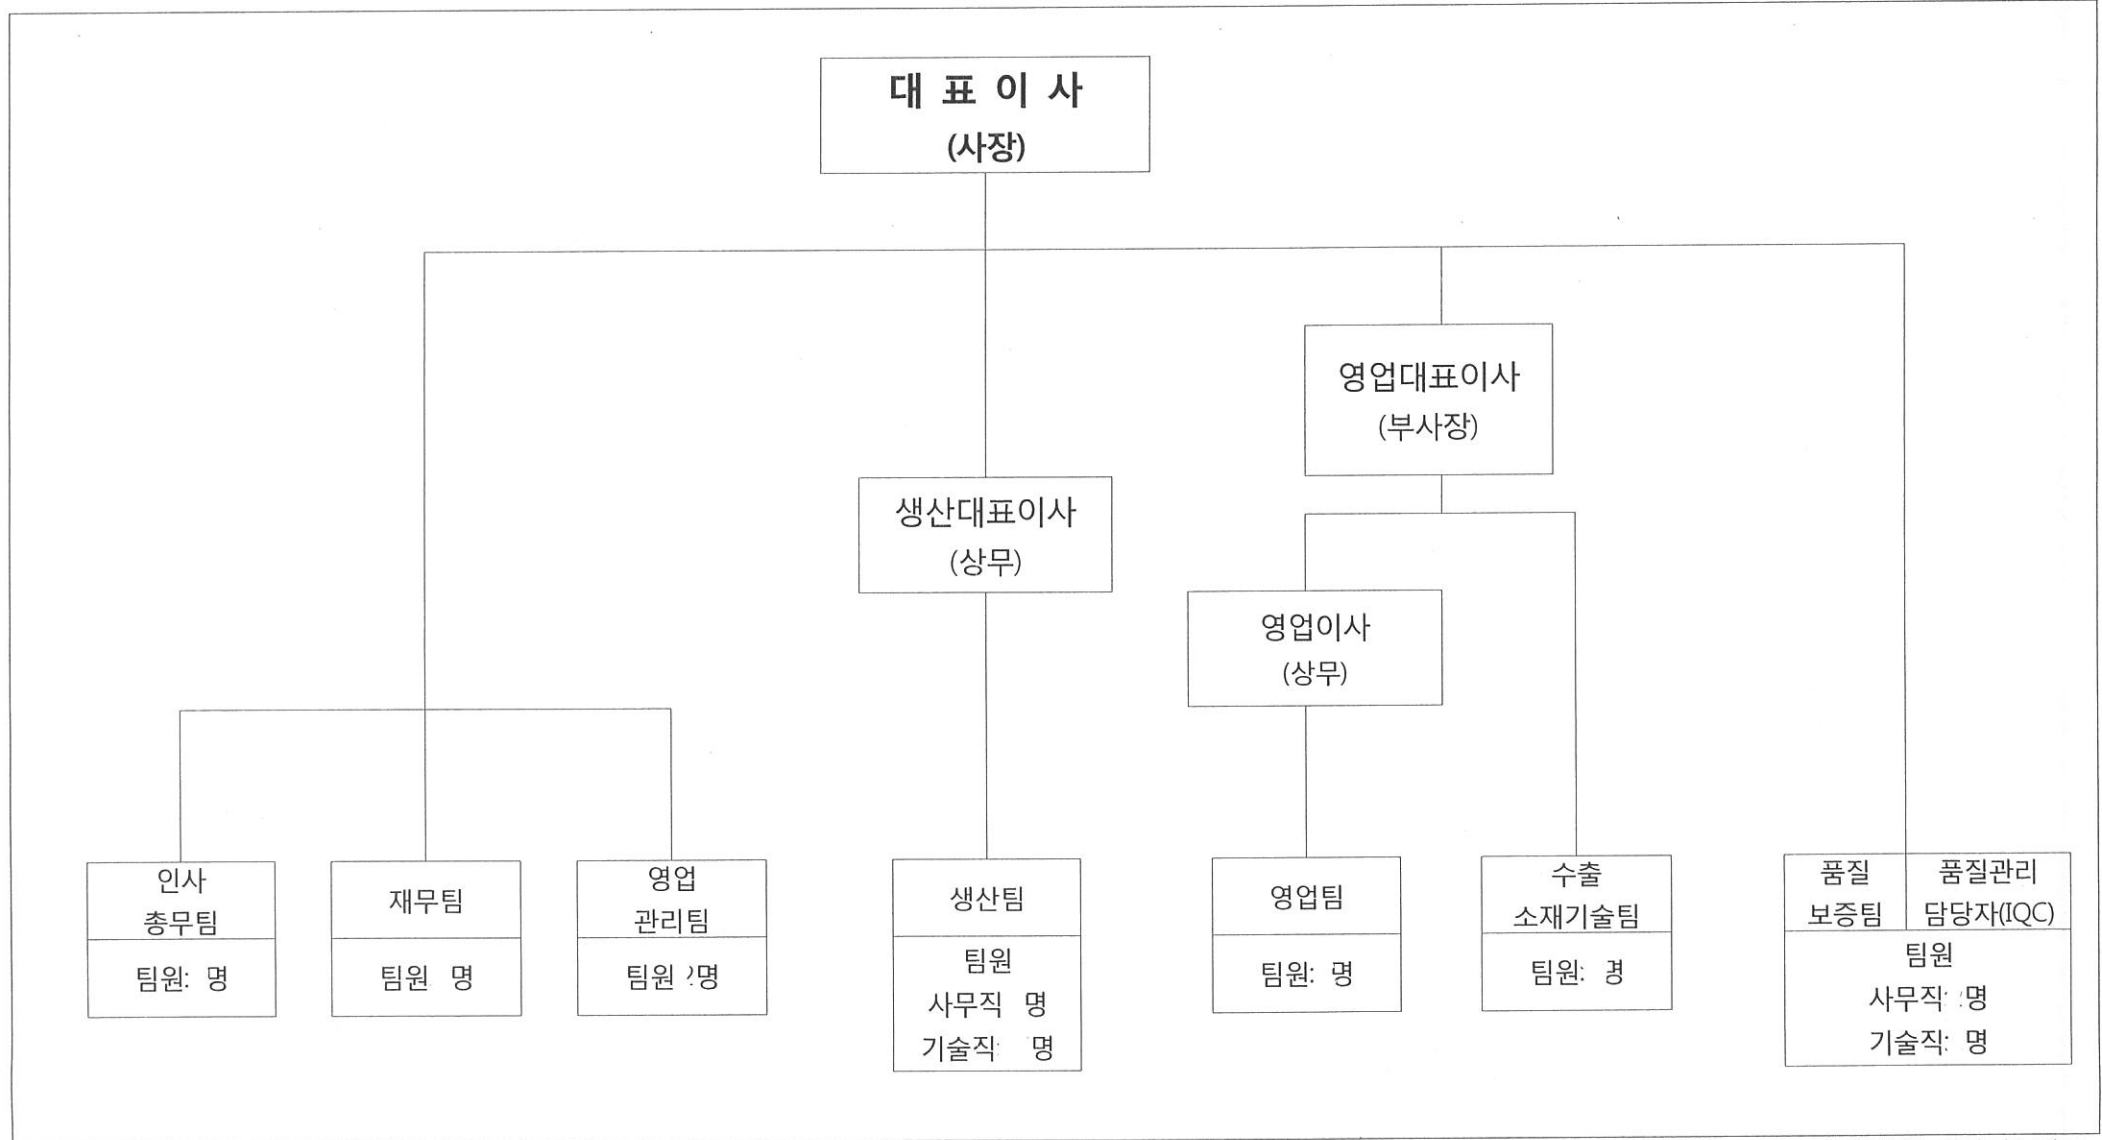 대 표 이 사
(사장)
영업대표이사
(부사장)
생산대표이사
(상무)
영업이사
(상무)
인사
총무팀
팀원: 명
재무팀
팀원 명
영업
관리팀
팀원 명
생산팀
팀원
사무직 명
기술직 명
영업팀
팀원: 명
수출
소재기술팀
팀원: 명
품질
보증팀
품질관리
담당자(IQC)
팀원
사무직 명
기술직: 명